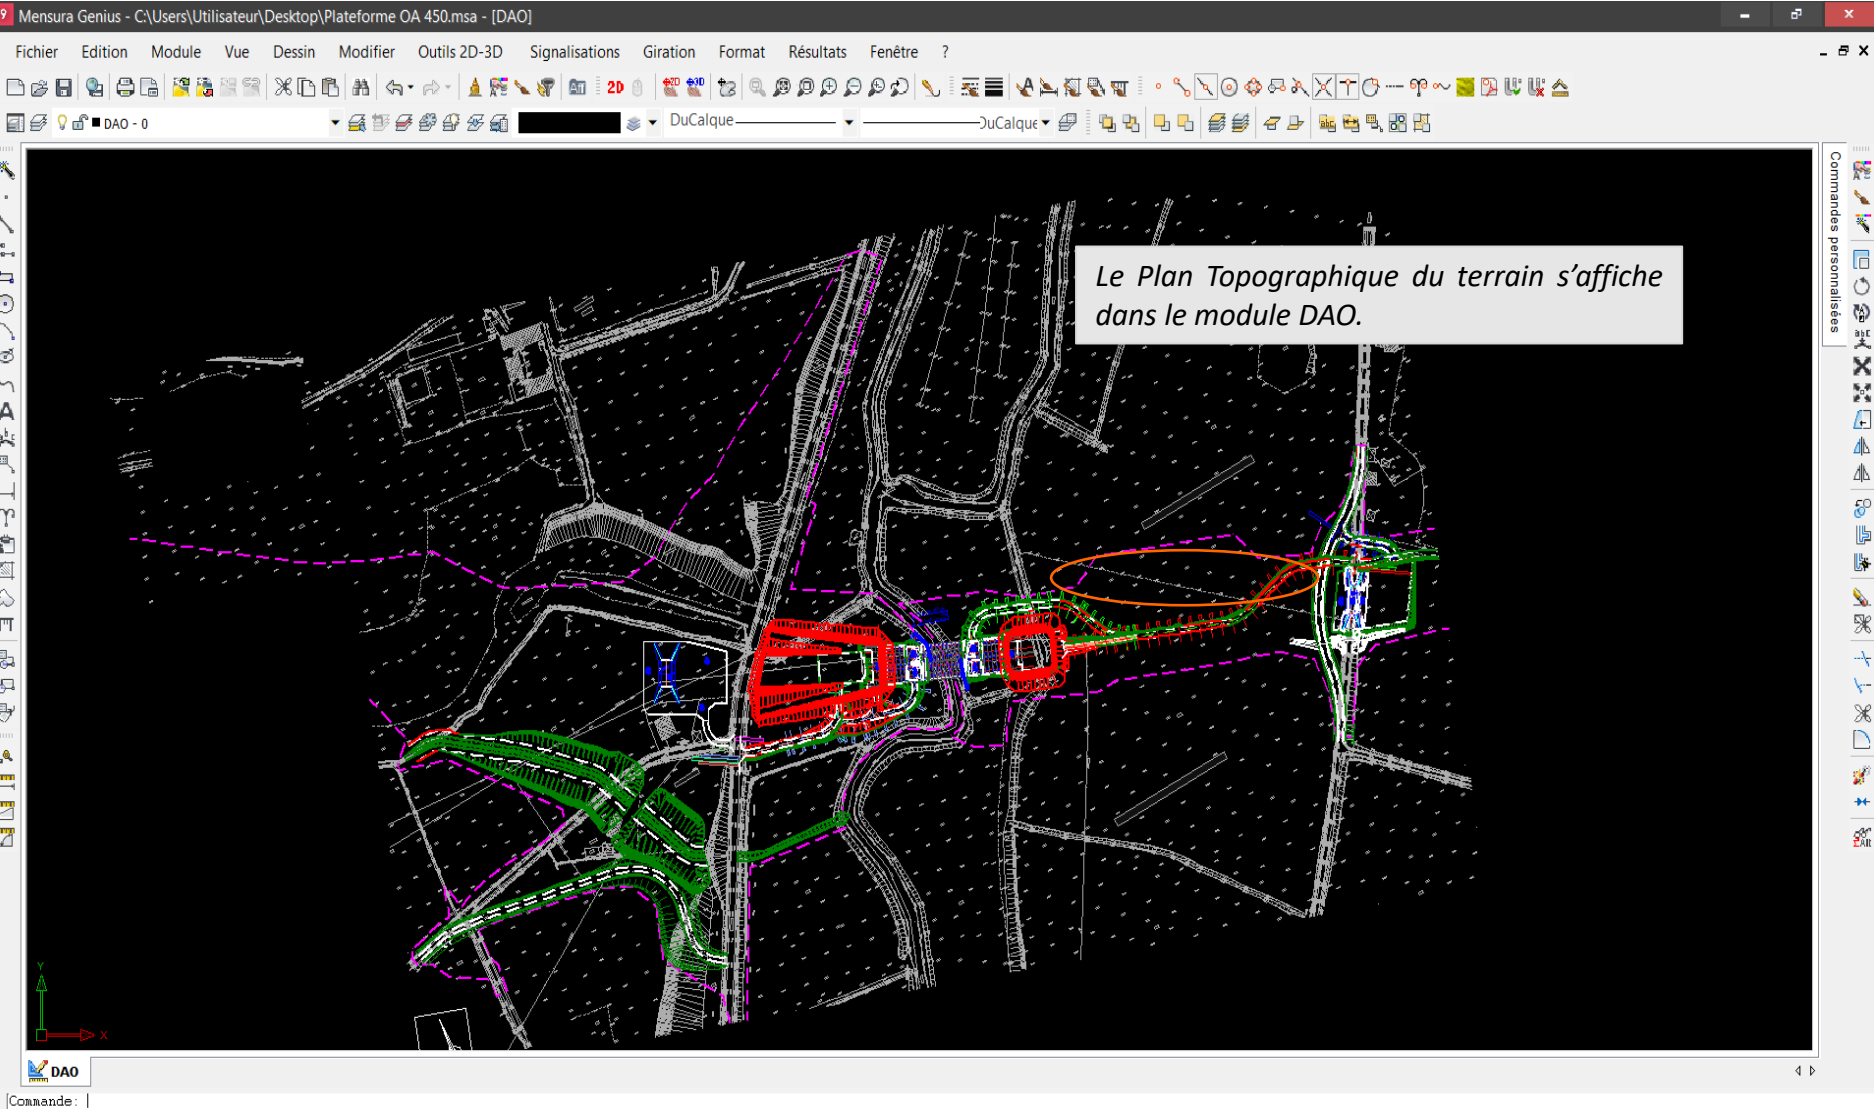 Mensura Genius - C:\Users\Utilisateur\Desktop\Plateforme OA 450.msa - [DAO]
Fichier Edition Module Vue Dessin Modifier Outils 2D-3D Signalisations Giration Format Résultats Fenêtre ?
2D
DAO - 0
DuCalque
DuCalque
Commandes personnalisées
Le Plan Topographique du terrain s’affiche
dans le module DAO.
Y
X
DAO
Commande: